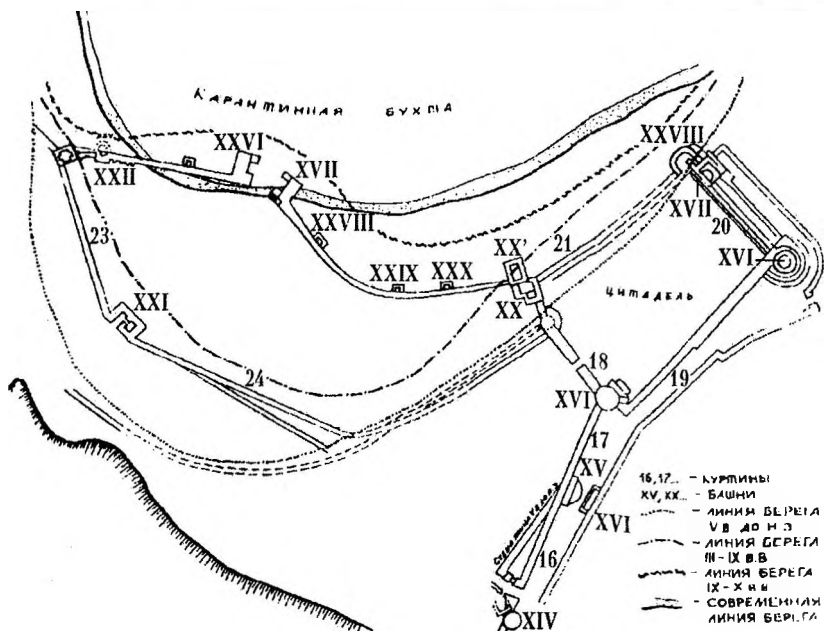 КАРАНТИННАЯ БУХТА
XXVI
XVII
XXII
XXVIII
23
XXVIII
XVII
20
XXI
XXIX
XXX
XX'
21
XVI
XX
ЦИТАДЕЛЬ
24
18
XVI
19
17
XV
XVI
16
XIV
16,17... - КУРТИНЫ
XV, XX... - БАШНИ
- ЛИНИЯ БЕРЕГА
V В ДО Н Э
- ЛИНИЯ БЕРЕГА
III - IX В.В
- ЛИНИЯ БЕРЕГА
IX - X В В
- СОВРЕМЕННАЯ
ЛИНИЯ БЕРЕГА